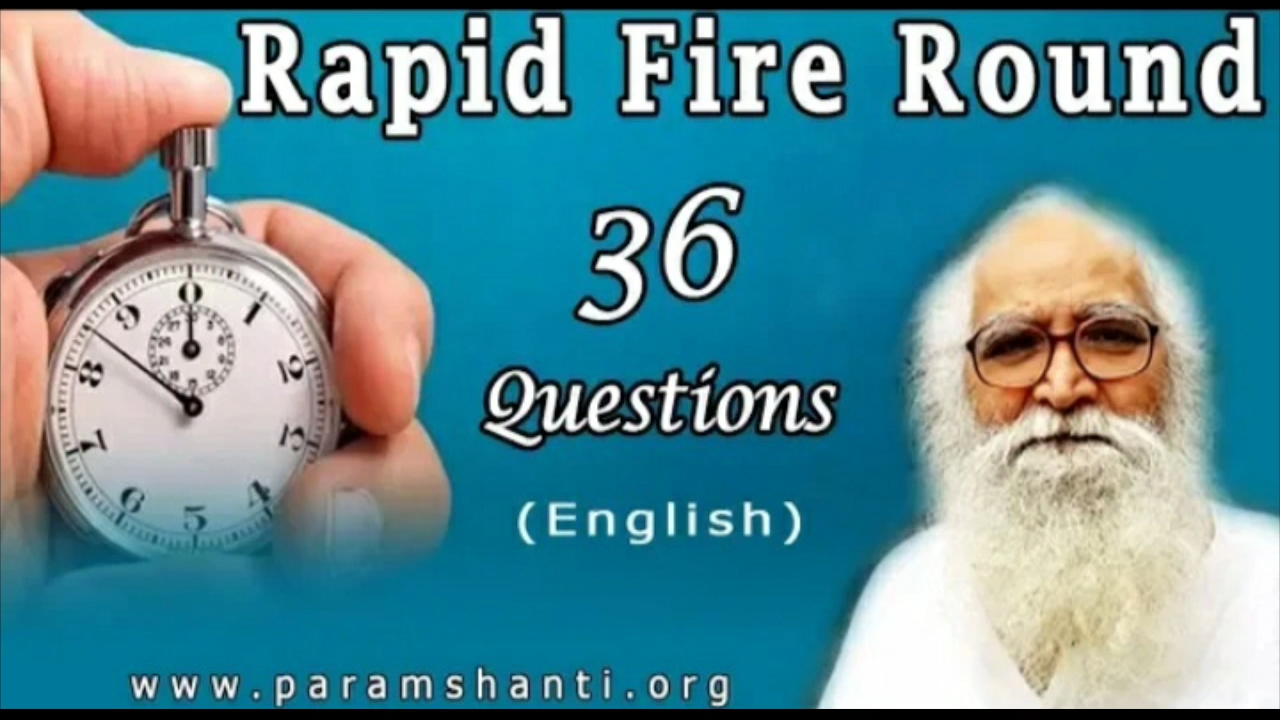 Rapid Fire Round
36
Questions
(English)
www.paramshanti.org